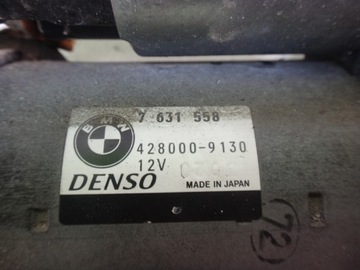 BMW
7 631 558
428000-9130
12V
DENSO
MADE IN JAPAN
72